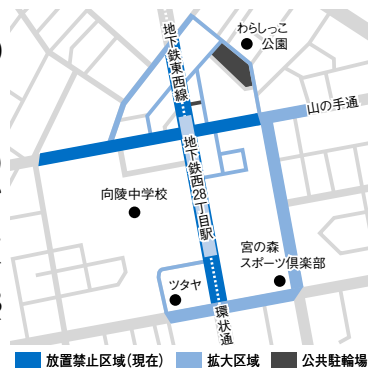 わらしっこ
公園
地下鉄東西線
山の手通
地下鉄西28丁目駅
向陵中学校
宮の森
スポーツ倶楽部
ツタヤ
環状通
放置禁止区域(現在)
拡大区域
公共駐輪場